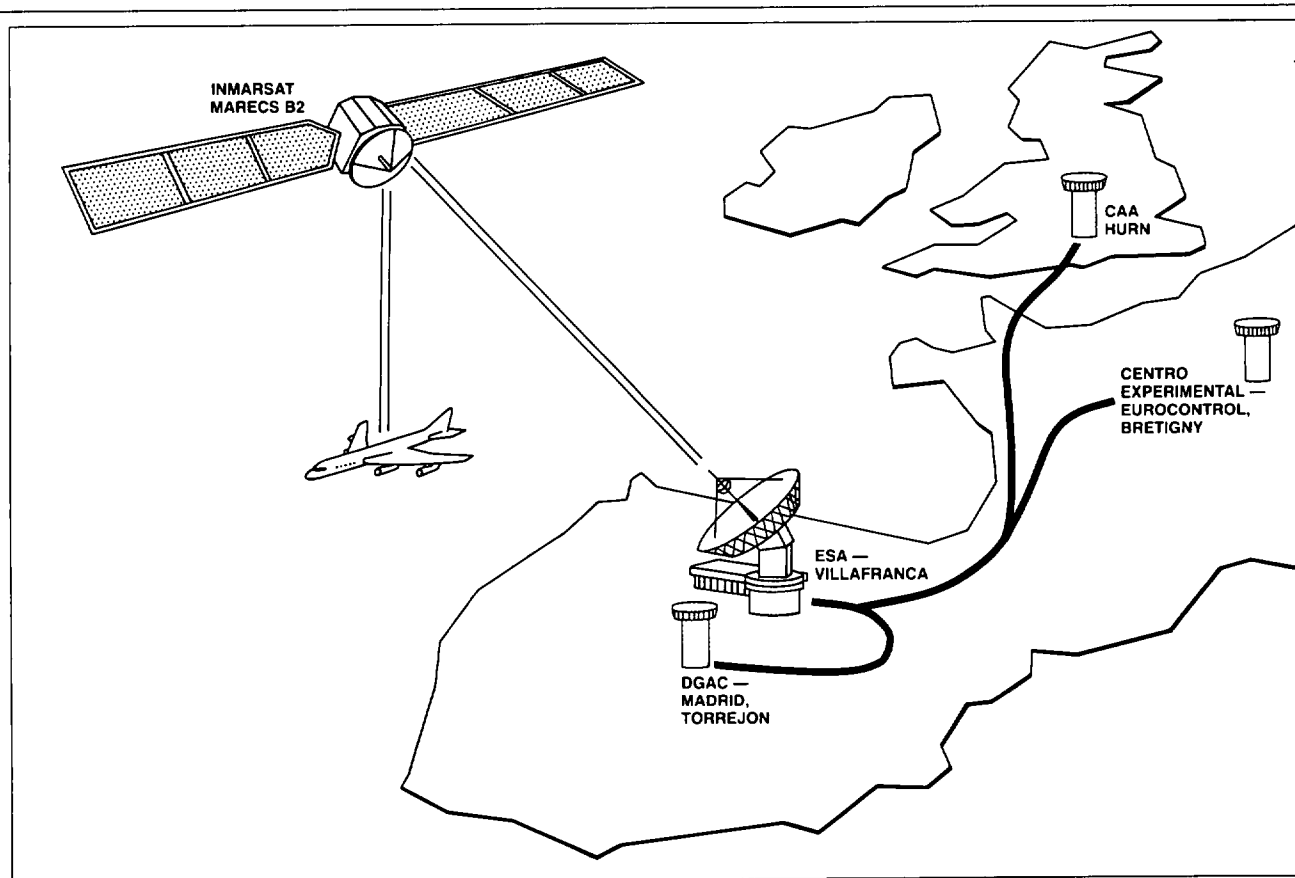 INMARSAT
MARECS B2
CAA
HURN
CENTRO
EXPERIMENTAL —
EUROCONTROL,
BRETIGNY
ESA —
VILLAFRANCA
DGAC —
MADRID,
TORREJON